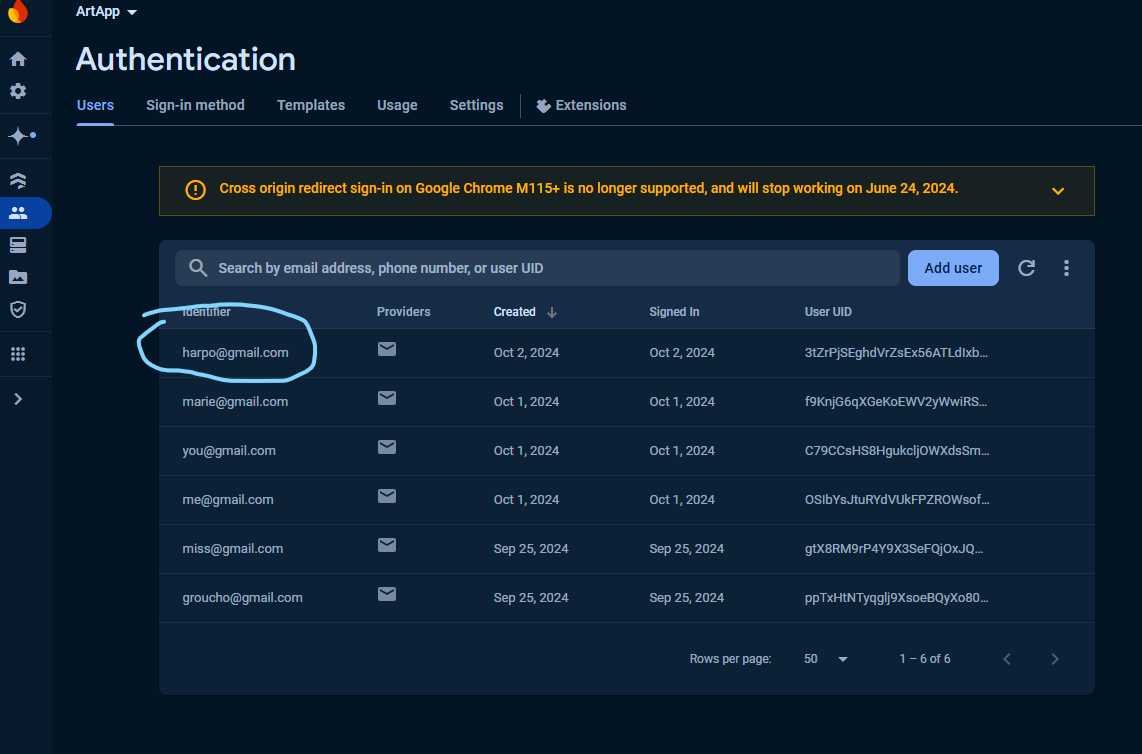 ArtApp
Authentication
Users Sign-in method Templates Usage Settings Extensions
Cross origin redirect sign-in on Google Chrome M115+ is no longer supported, and will stop working on June 24, 2024.
Search by email address, phone number, or user UID Add user
Identifier Providers Created Signed In User UID
harpo@gmail.com Oct 2, 2024 Oct 2, 2024 3tZrPjSEghdVrZsEx56ATLdIxb…
marie@gmail.com Oct 1, 2024 Oct 1, 2024 f9KnjG6qXGeKoEWV2yWwiRS…
you@gmail.com Oct 1, 2024 Oct 1, 2024 C79CCsHS8HgukcljOWXdsSm…
me@gmail.com Oct 1, 2024 Oct 1, 2024 OSIbYsJtuRYdVUkFPZROWsof…
miss@gmail.com Sep 25, 2024 Sep 25, 2024 gtX8RM9rP4Y9X3SeFQjOxJQ…
groucho@gmail.com Sep 25, 2024 Sep 25, 2024 ppTxHtNTyqglj9XsoeBQyXo80…
Rows per page: 50 1 – 6 of 6